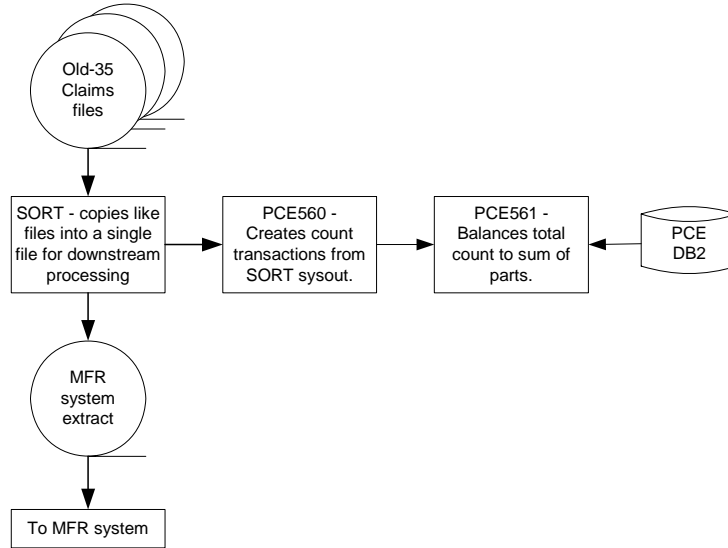 Old-35
Claims
files
SORT - copies like
files into a single
file for downstream
processing
PCE560 -
Creates count
transactions from
SORT sysout.
PCE561 -
Balances total
count to sum of
parts.
PCE
DB2
MFR
system
extract
To MFR system